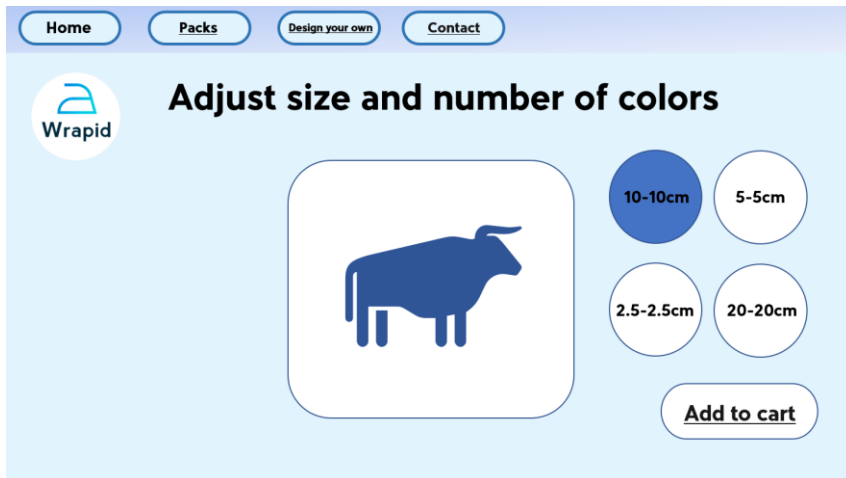 Home
Packs
Design your own
Contact
Wrapid
Adjust size and number of colors
10-10cm
5-5cm
2.5-2.5cm
20-20cm
Add to cart